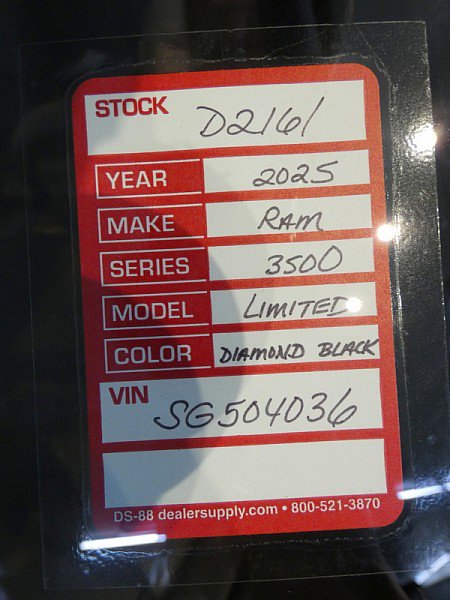 STOCK D2161
YEAR 2025
MAKE RAM
SERIES 3500
MODEL LIMITED
COLOR DIAMOND BLACK
VIN SG504036
DS-88 dealersupply.com • 800-521-3870